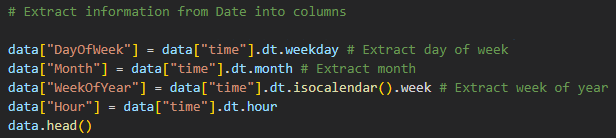 # Extract information from Date into columns
data["DayOfWeek"] = data["time"].dt.weekday # Extract day of week
data["Month"] = data["time"].dt.month # Extract month
data["WeekOfYear"] = data["time"].dt.isocalendar().week # Extract week of year
data["Hour"] = data["time"].dt.hour
data.head()